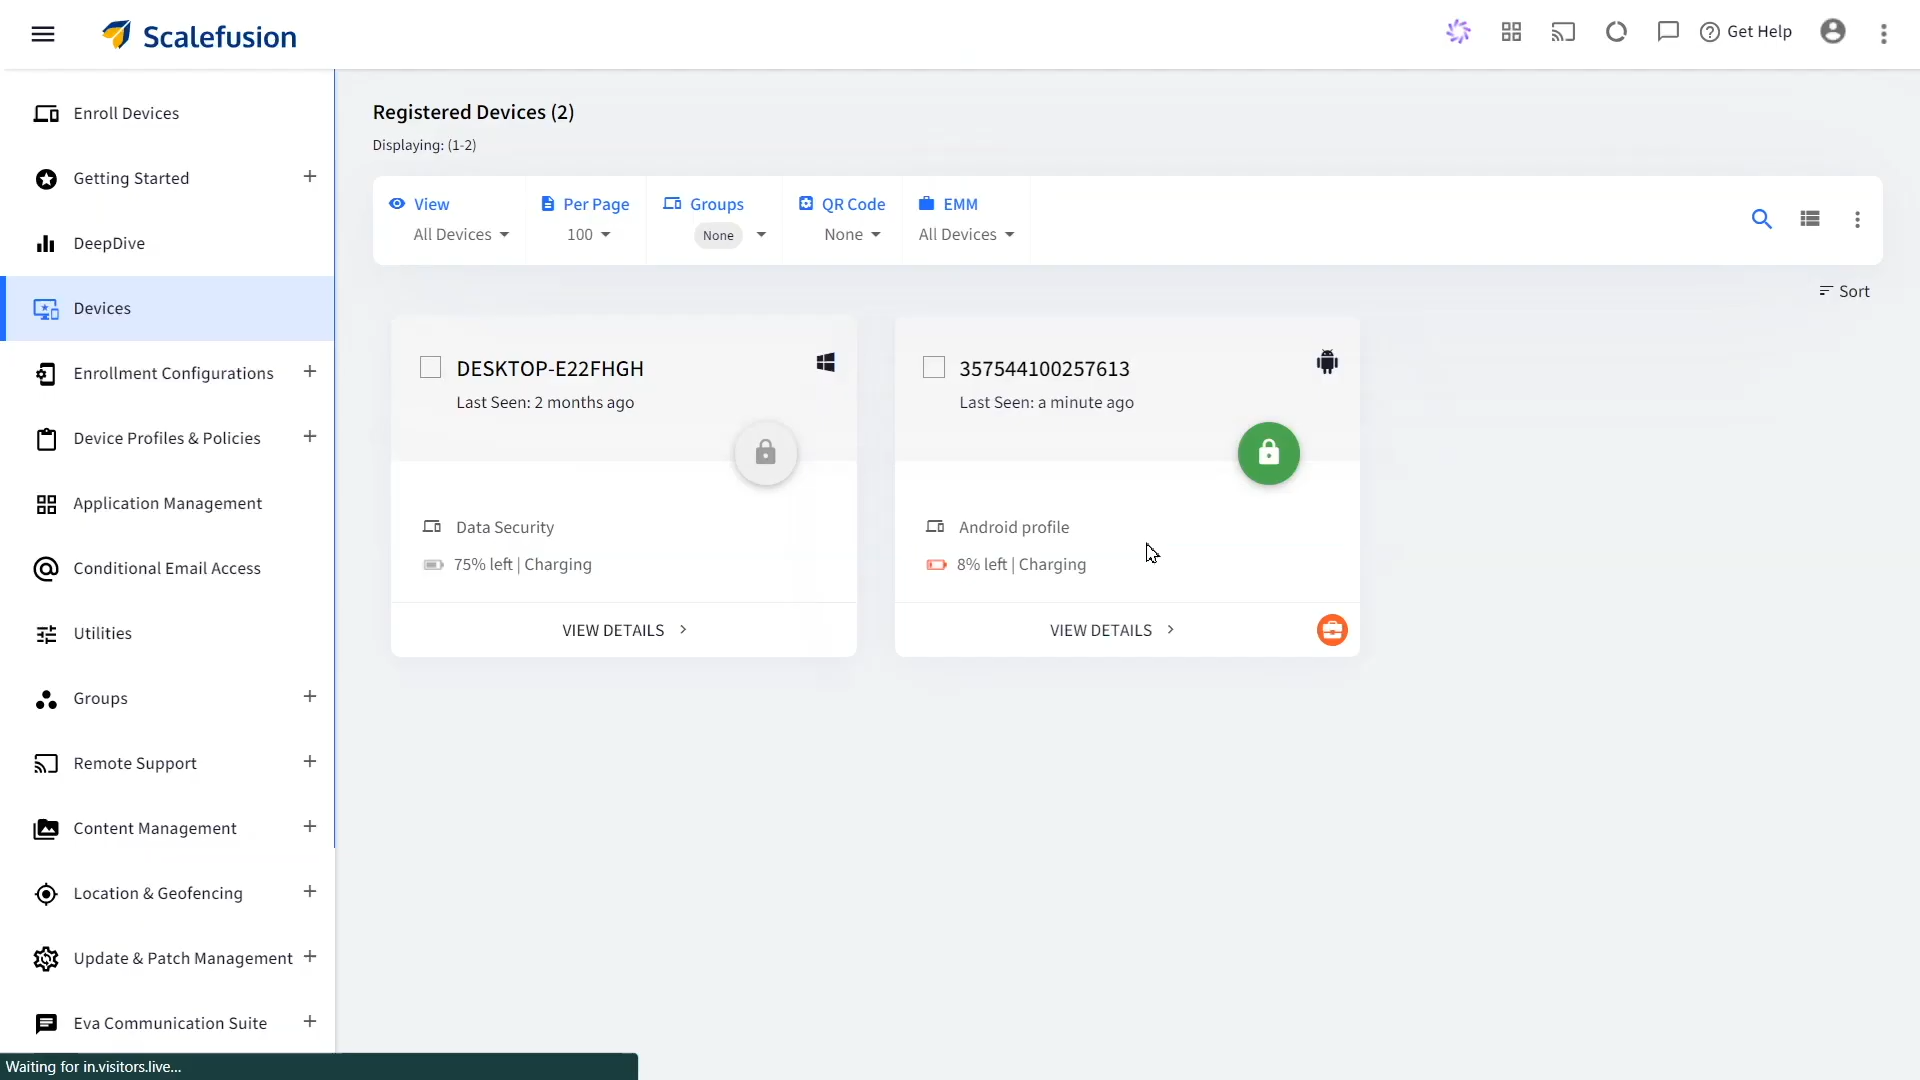 Scalefusion
Get Help
Enroll Devices
Getting Started
DeepDive
Devices
Enrollment Configurations
Device Profiles & Policies
Application Management
Conditional Email Access
Utilities
Groups
Remote Support
Content Management
Location & Geofencing
Update & Patch Management
Eva Communication Suite
Waiting for in.visitors.live...
Registered Devices (2)
Displaying: (1-2)
View
All Devices
Per Page
100
Groups
None
QR Code
None
EMM
All Devices
Sort
DESKTOP-E22FHGH
Last Seen: 2 months ago
Data Security
75% left | Charging
VIEW DETAILS
357544100257613
Last Seen: a minute ago
Android profile
8% left | Charging
VIEW DETAILS